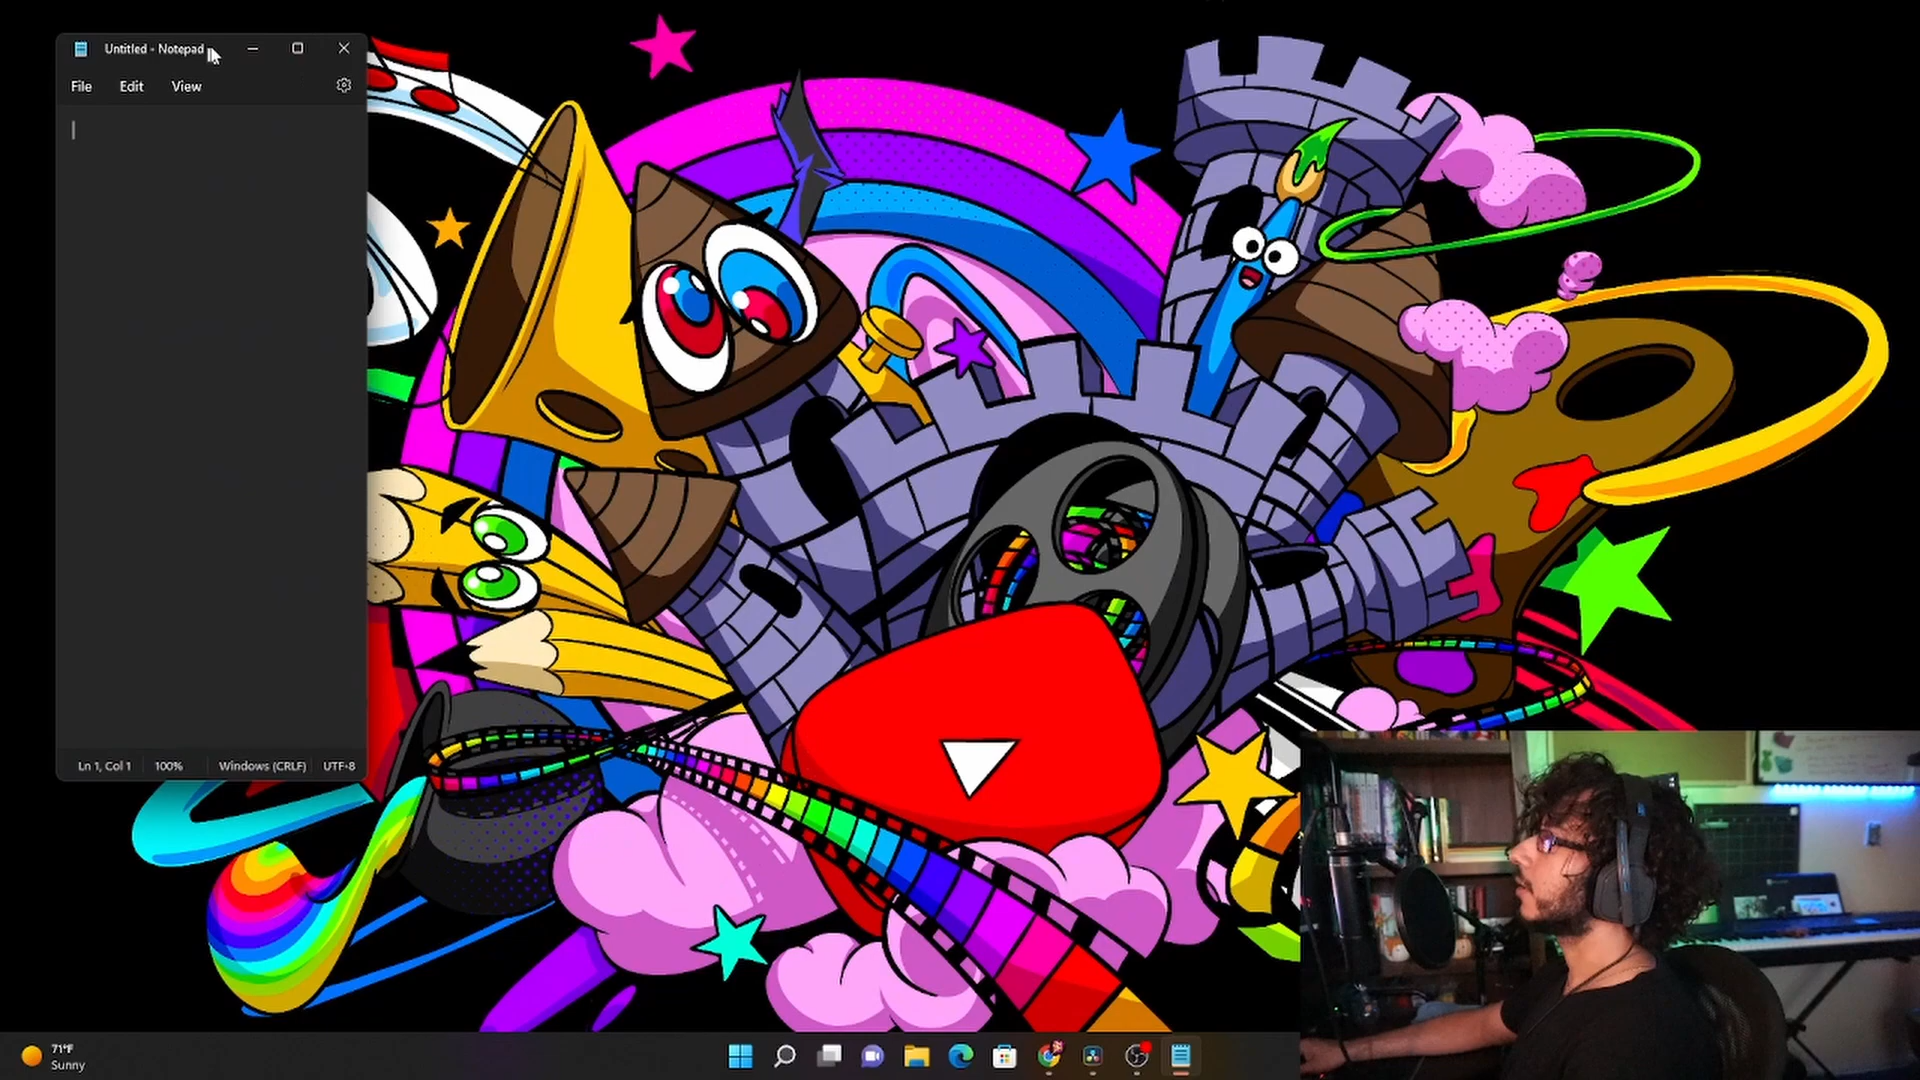 Untitled - Notepad
File Edit View
Ln 1, Col 1 100% Windows (CRLF) UTF-8
71°F
Sunny